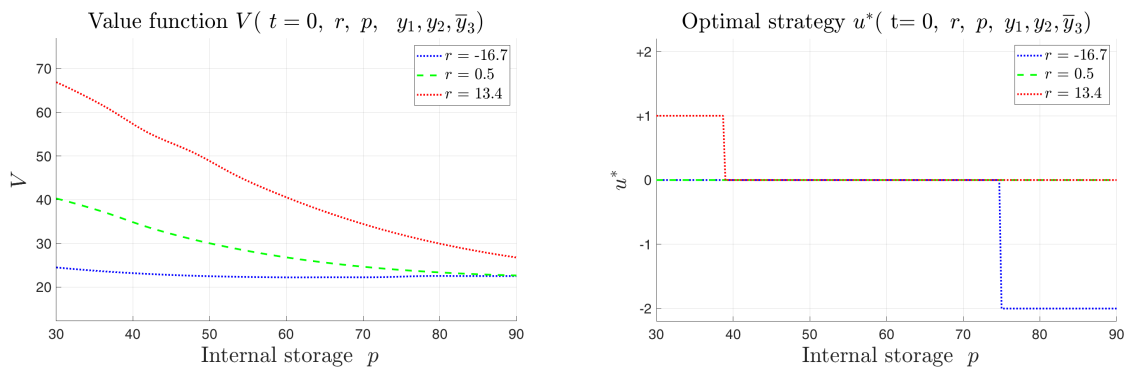 Value function V( t = 0, r, p, y₁, y₂, y̅₃)
r = -16.7
r = 0.5
r = 13.4
V
70
60
50
40
30
20
30 40 50 60 70 80 90
Internal storage p
Optimal strategy u*( t= 0, r, p, y₁, y₂, y̅₃)
r = -16.7
r = 0.5
r = 13.4
u*
+2
+1
0
-1
-2
30 40 50 60 70 80 90
Internal storage p